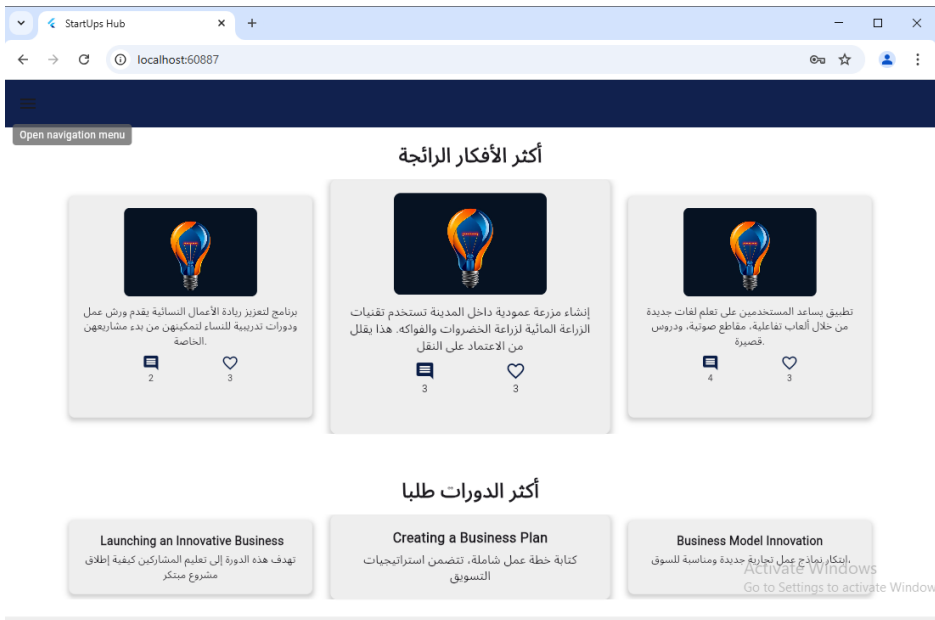 StartUps Hub
localhost:60887
Open navigation menu
أكثر الأفكار الرائجة
تطبيق يساعد المستخدمين على تعلم لغات جديدة
من خلال ألعاب تفاعلية، مقاطع صوتية، ودروس
.قصيرة
4
3
إنشاء مزرعة عمودية داخل المدينة تستخدم تقنيات
الزراعة المائية لزراعة الخضروات والفواكه. هذا يقلل
من الاعتماد على النقل
3
3
برنامج لتعزيز ريادة الأعمال النسائية يقدم ورش عمل
ودورات تدريبية للنساء لتمكينهن من بدء مشاريعهن
.الخاصة
2
3
أكثر الدورات طلبا
Business Model Innovation
.ابتكار نماذج عمل تجارية جديدة ومناسبة للسوق
Creating a Business Plan
كتابة خطة عمل شاملة، تتضمن استراتيجيات
التسويق
Launching an Innovative Business
تهدف هذه الدورة إلى تعليم المشاركين كيفية إطلاق
مشروع مبتكر
Activate Windows
Go to Settings to activate Window